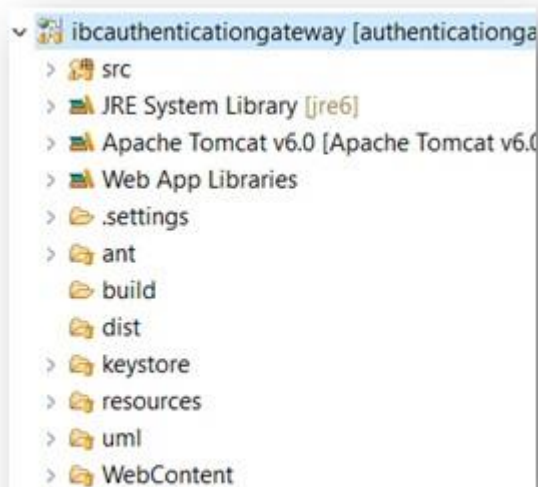 ibcauthenticationgateway [authenticationga
src
JRE System Library [jre6]
Apache Tomcat v6.0 [Apache Tomcat v6.0
Web App Libraries
.settings
ant
build
dist
keystore
resources
uml
WebContent